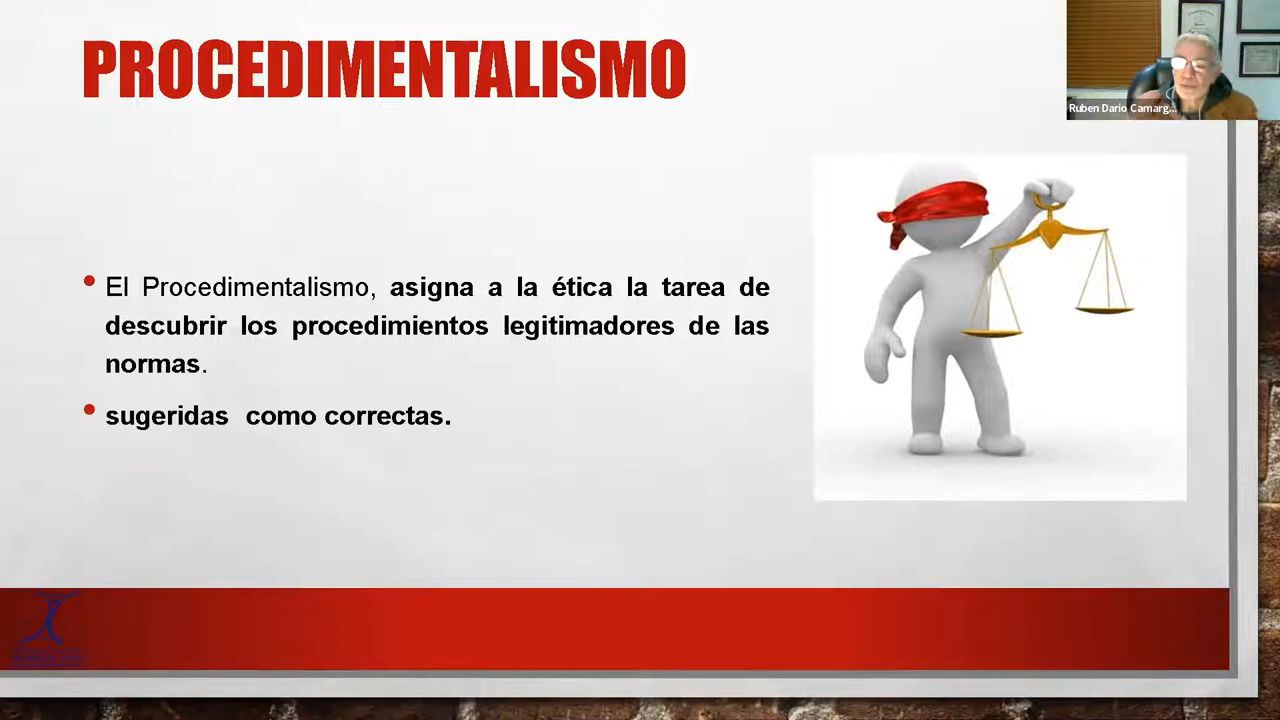 PROCEDIMENTALISMO
Ruben Dario Camarg...
• El Procedimentalismo, asigna a la ética la tarea de
descubrir los procedimientos legitimadores de las
normas.
• sugeridas como correctas.